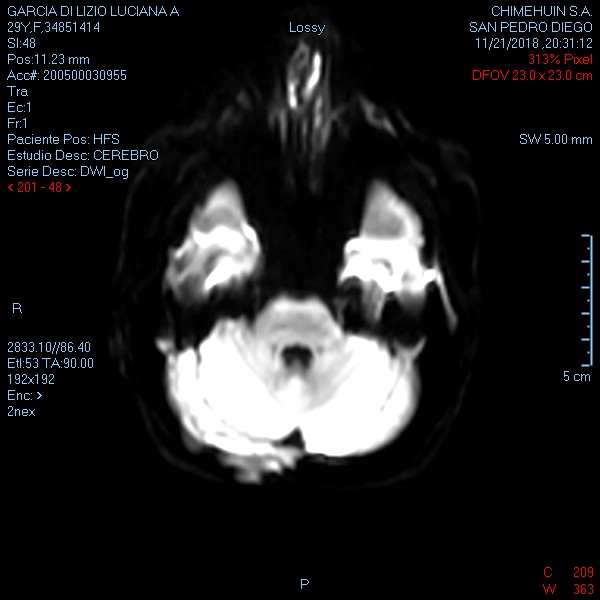 GARCIA DI LIZIO LUCIANA A
29Y,F,34851414
Sl:48
Pos:11.23 mm
Acc#: 200500030955
Tra
Ec:1
Fr:1
Paciente Pos: HFS
Estudio Desc: CEREBRO
Serie Desc: DWI_og
< 201 - 48 >
Lossy
CHIMEHUIN S.A.
SAN PEDRO DIEGO
11/21/2018 ,20:31:12
313% Pixel
DFOV 23.0 x 23.0 cm
SW 5.00 mm
R
2833.10//86.40
Etl:53 TA:90.00
192x192
Enc: >
2nex
5 cm
P
C 209
W 363